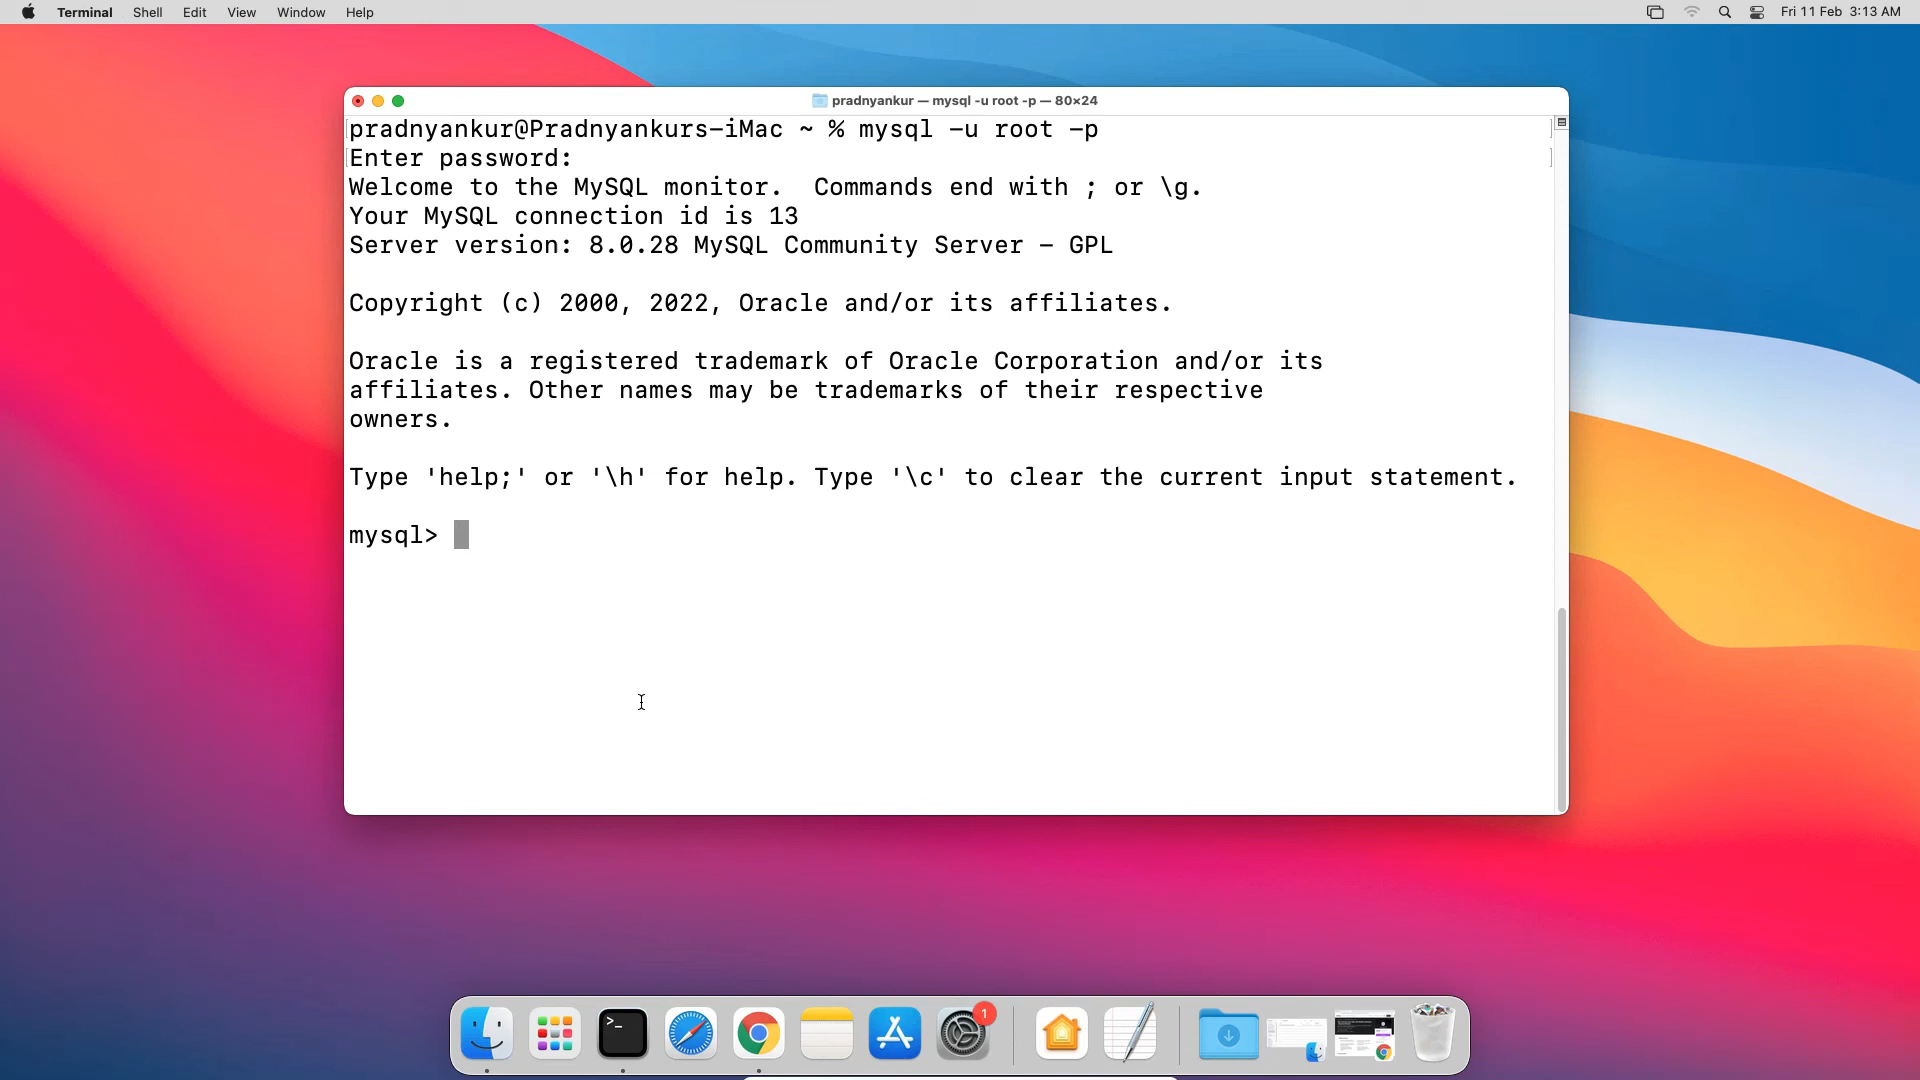 Terminal Shell Edit View Window Help Fri 11 Feb 3:13 AM
pradnyankur — mysql -u root -p — 80×24
pradnyankur@Pradnyankurs-iMac ~ % mysql -u root -p
Enter password:
Welcome to the MySQL monitor.  Commands end with ; or \g.
Your MySQL connection id is 13
Server version: 8.0.28 MySQL Community Server - GPL
Copyright (c) 2000, 2022, Oracle and/or its affiliates.
Oracle is a registered trademark of Oracle Corporation and/or its
affiliates. Other names may be trademarks of their respective
owners.
Type 'help;' or '\h' for help. Type '\c' to clear the current input statement.
mysql>
>_
1